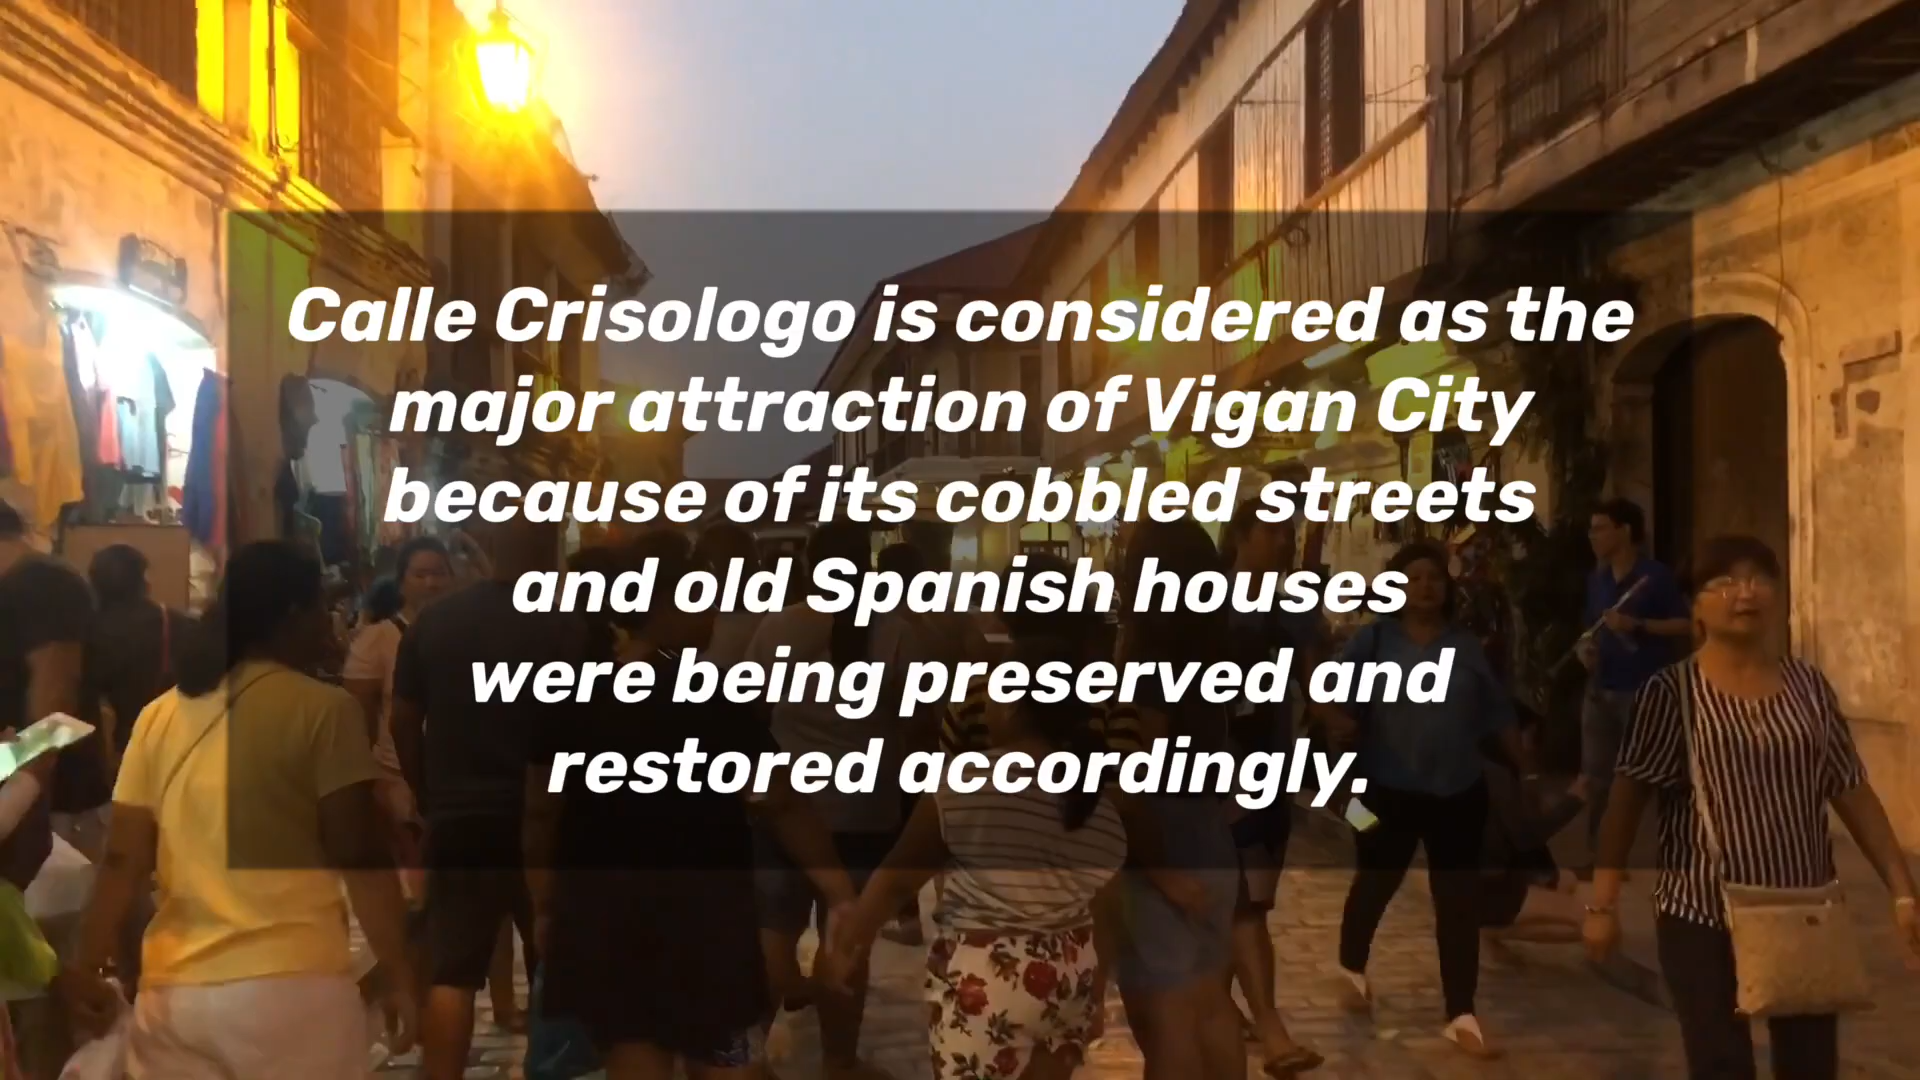 Calle Crisologo is considered as the
major attraction of Vigan City
because of its cobbled streets
and old Spanish houses
were being preserved and
restored accordingly.